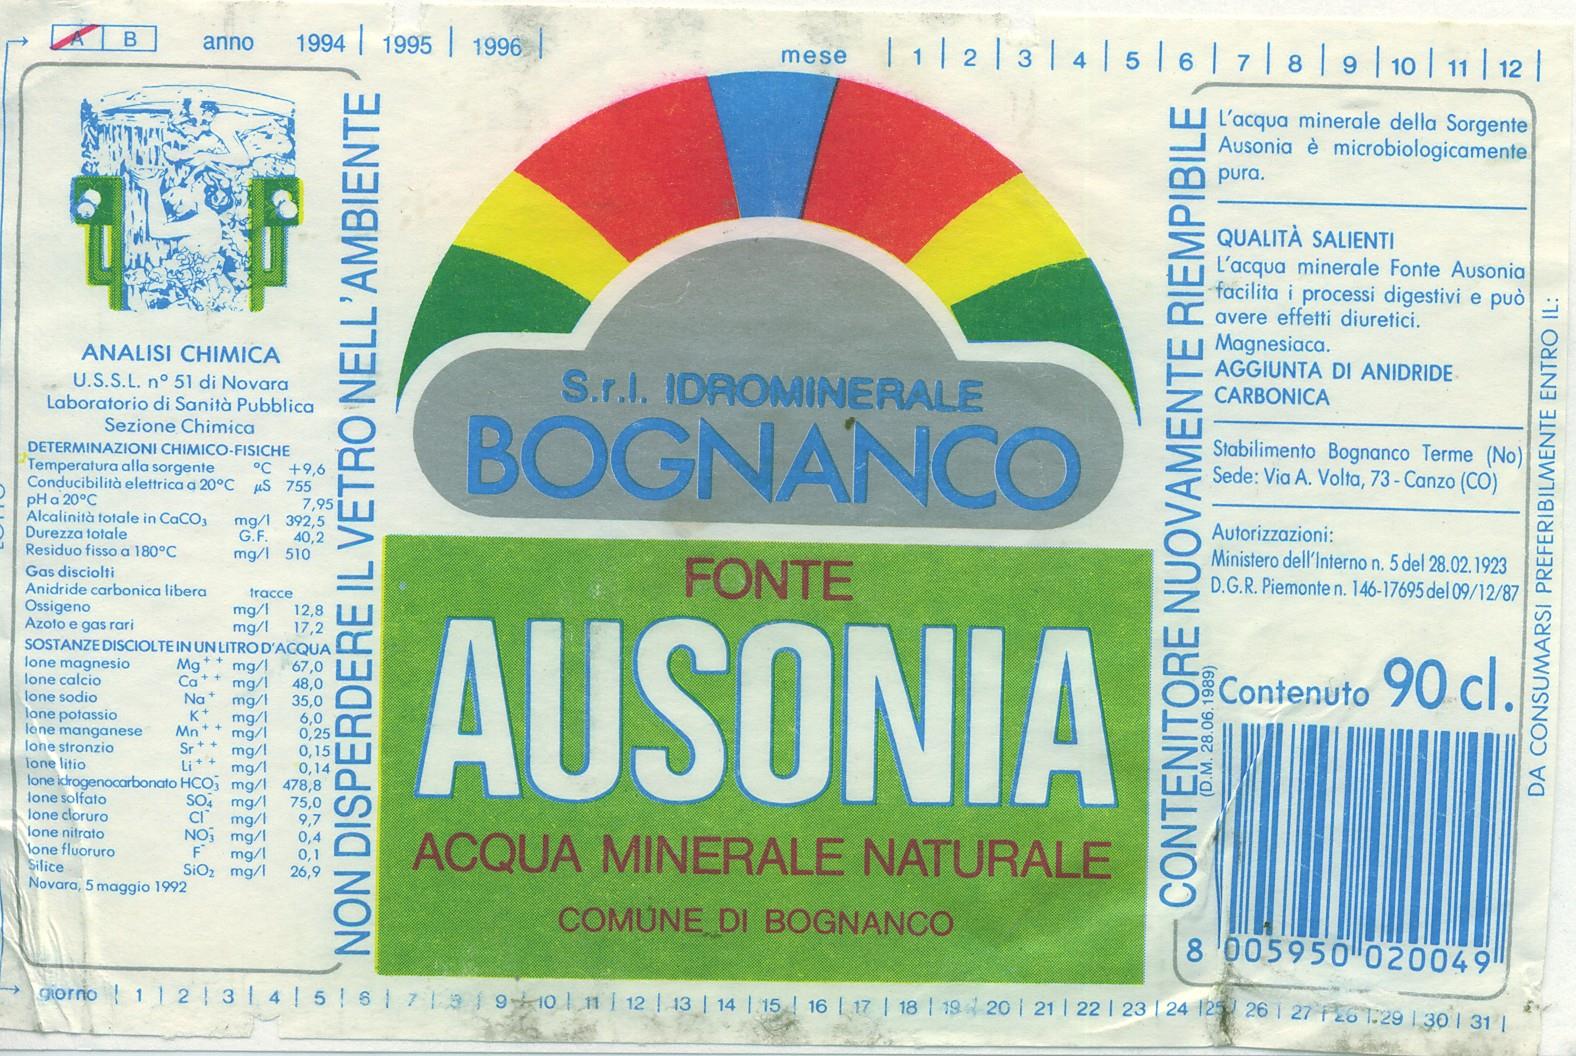 A B anno 1994 | 1995 | 1996 |
mese | 1 | 2 | 3 | 4 | 5 | 6 | 7 | 8 | 9 | 10 | 11 | 12 |
ANALISI CHIMICA
U.S.S.L. n° 51 di Novara
Laboratorio di Sanità Pubblica
Sezione Chimica
DETERMINAZIONI CHIMICO-FISICHE
Temperatura alla sorgente °C +9,6
Conducibilità elettrica a 20°C µS 755
pH a 20°C 7,95
Alcalinità totale in CaCO₃ mg/l 392,5
Durezza totale G.F. 40,2
Residuo fisso a 180°C mg/l 510
Gas disciolti
Anidride carbonica libera tracce
Ossigeno mg/l 12,8
Azoto e gas rari mg/l 17,2
SOSTANZE DISCIOLTE IN UN LITRO D'ACQUA
Ione magnesio Mg⁺⁺ mg/l 67,0
Ione calcio Ca⁺⁺ mg/l 48,0
Ione sodio Na⁺ mg/l 35,0
Ione potassio K⁺ mg/l 6,0
Ione manganese Mn⁺⁺ mg/l 0,25
Ione stronzio Sr⁺⁺ mg/l 0,15
Ione litio Li⁺⁺ mg/l 0,14
Ione idrogenocarbonato HCO₃⁻ mg/l 478,8
Ione solfato SO₄⁻ mg/l 75,0
Ione cloruro Cl⁻ mg/l 9,7
Ione nitrato NO₃⁻ mg/l 0,4
Ione fluoruro F⁻ mg/l 0,1
Silice SiO₂ mg/l 26,9
Novara, 5 maggio 1992
NON DISPERDERE IL VETRO NELL'AMBIENTE
S.r.l. IDROMINERALE
BOGNANCO
FONTE
AUSONIA
ACQUA MINERALE NATURALE
COMUNE DI BOGNANCO
CONTENITORE NUOVAMENTE RIEMPIBILE
(D.M. 28.06.1989)
L'acqua minerale della Sorgente
Ausonia è microbiologicamente
pura.
QUALITÀ SALIENTI
L'acqua minerale Fonte Ausonia
facilita i processi digestivi e può
avere effetti diuretici.
Magnesiaca.
AGGIUNTA DI ANIDRIDE
CARBONICA
Stabilimento Bognanco Terme (No)
Sede: Via A. Volta, 73 - Canzo (CO)
Autorizzazioni:
Ministero dell'Interno n. 5 del 28.02.1923
D.G.R. Piemonte n. 146-17695 del 09/12/87
Contenuto 90 cl.
8 005950 020049
DA CONSUMARSI PREFERIBILMENTE ENTRO IL:
giorno | 1 | 2 | 3 | 4 | 5 | 6 | 7 | 8 | 9 | 10 | 11 | 12 | 13 | 14 | 15 | 16 | 17 | 18 | 19 | 20 | 21 | 22 | 23 | 24 | 25 | 26 | 27 | 28 | 29 | 30 | 31 |